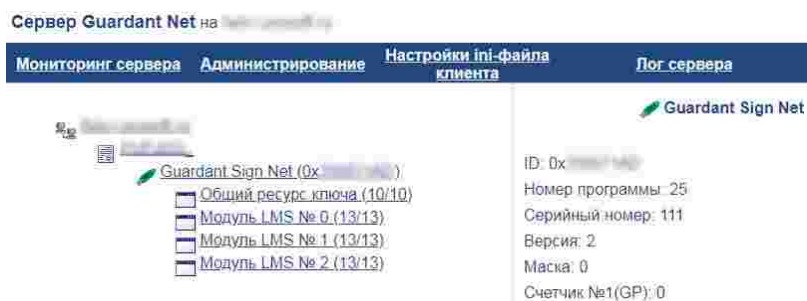 Сервер Guardant Net на
Мониторинг сервера Администрирование Настройки ini-файла клиента Лог сервера
Guardant Sign Net (0x )
Общий ресурс ключа (10/10)
Модуль LMS № 0 (13/13)
Модуль LMS № 1 (13/13)
Модуль LMS № 2 (13/13)
Guardant Sign Net
ID: 0x
Номер программы: 25
Серийный номер: 111
Версия: 2
Маска: 0
Счетчик №1(GP): 0